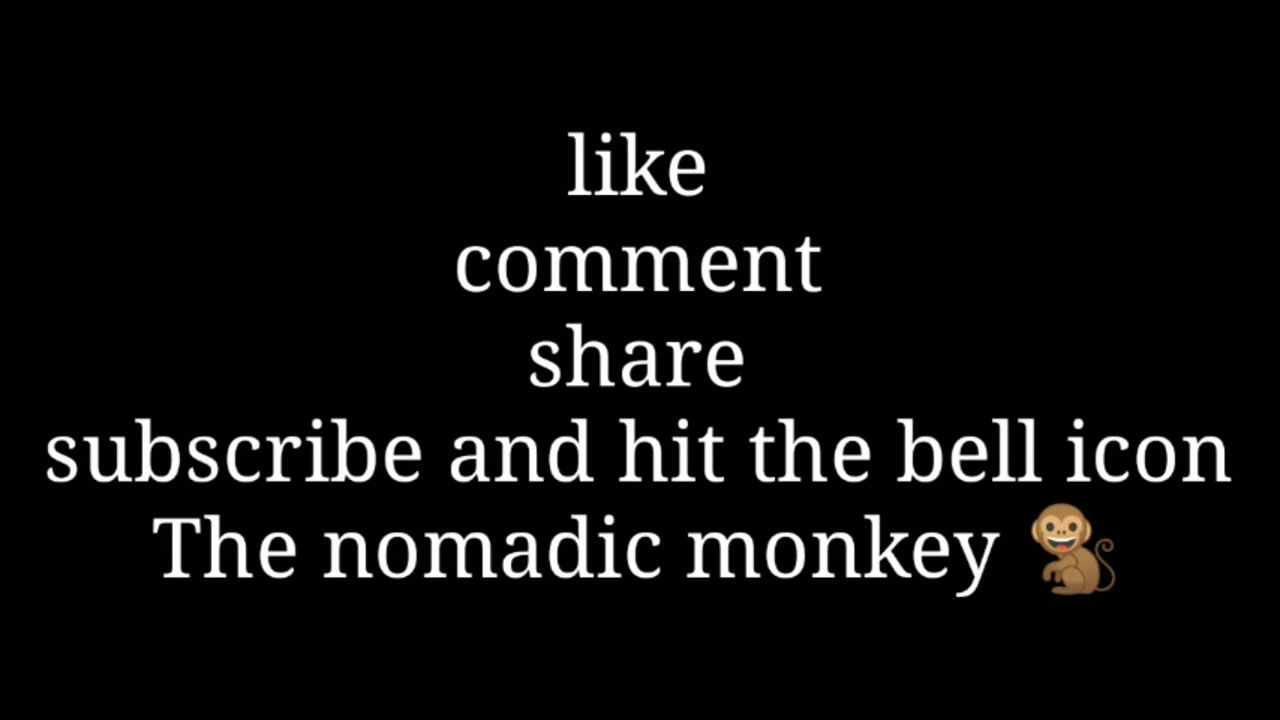 like
comment
share
subscribe and hit the bell icon
The nomadic monkey 🐒